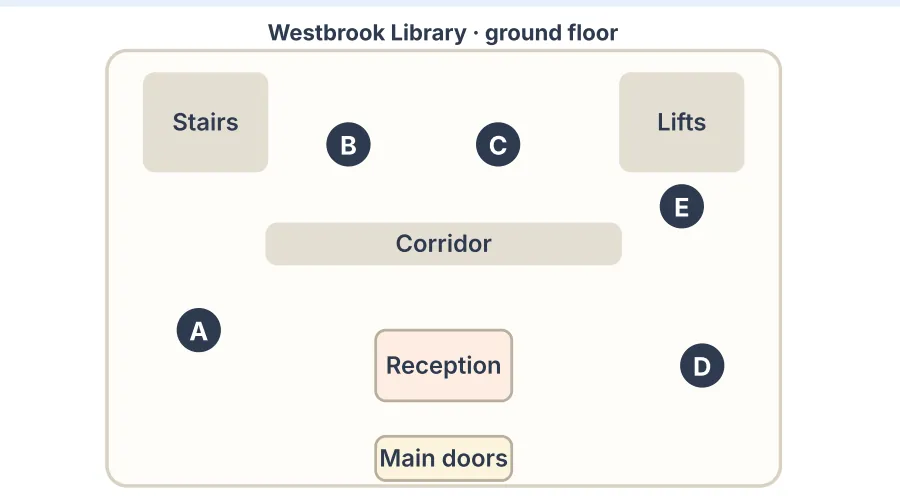 Westbrook Library · ground floor
Stairs
Lifts
B
C
E
Corridor
A
Reception
D
Main doors